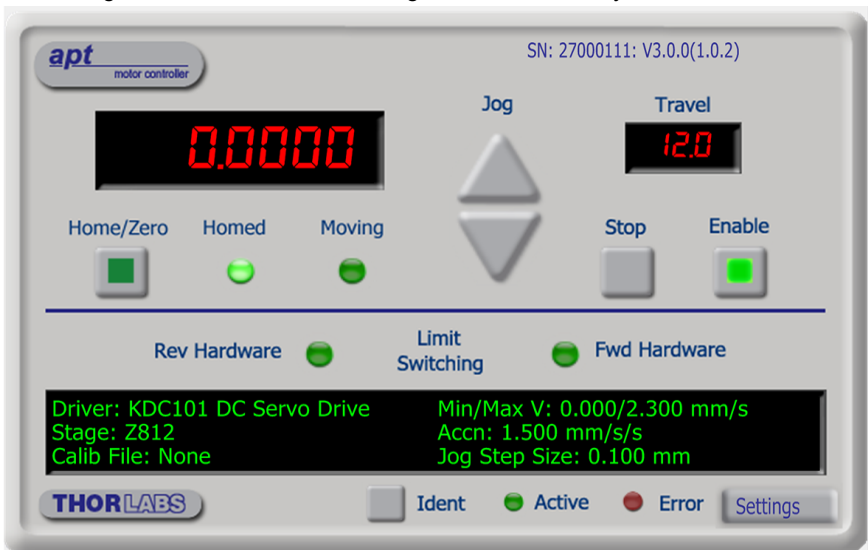 apt
motor controller
SN: 27000111: V3.0.0(1.0.2)
Jog
Travel
0.0000
12.0
Home/Zero
Homed
Moving
Stop
Enable
Rev Hardware
Limit
Switching
Fwd Hardware
Driver: KDC101 DC Servo Drive
Stage: Z812
Calib File: None
Min/Max V: 0.000/2.300 mm/s
Accn: 1.500 mm/s/s
Jog Step Size: 0.100 mm
THORLABS
Ident
Active
Error
Settings